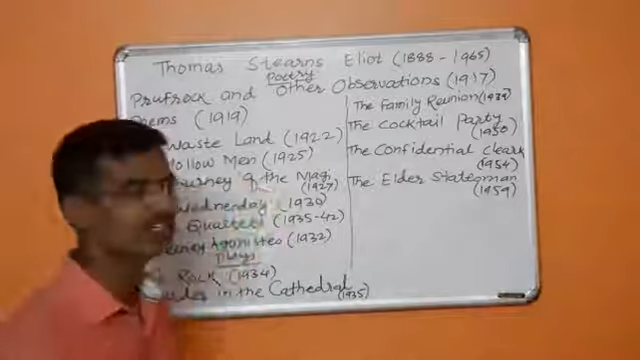 Thomas Stearns Eliot (1888 - 1965)
Poetry
Prufrock and Other Observations (1917)
Poems (1919)
Waste Land (1922)
Hollow Men (1925)
Journey of the Magi
(1927)
Wednesday (1930)
Quartets (1935-42)
Agonistes (1932)
Plays
Rock (1934)
in the Cathedral
(1935)
The Family Reunion (1939)
The Cocktail Party
(1950)
The Confidential Clerk
(1954)
The Elder Statesman
(1959)